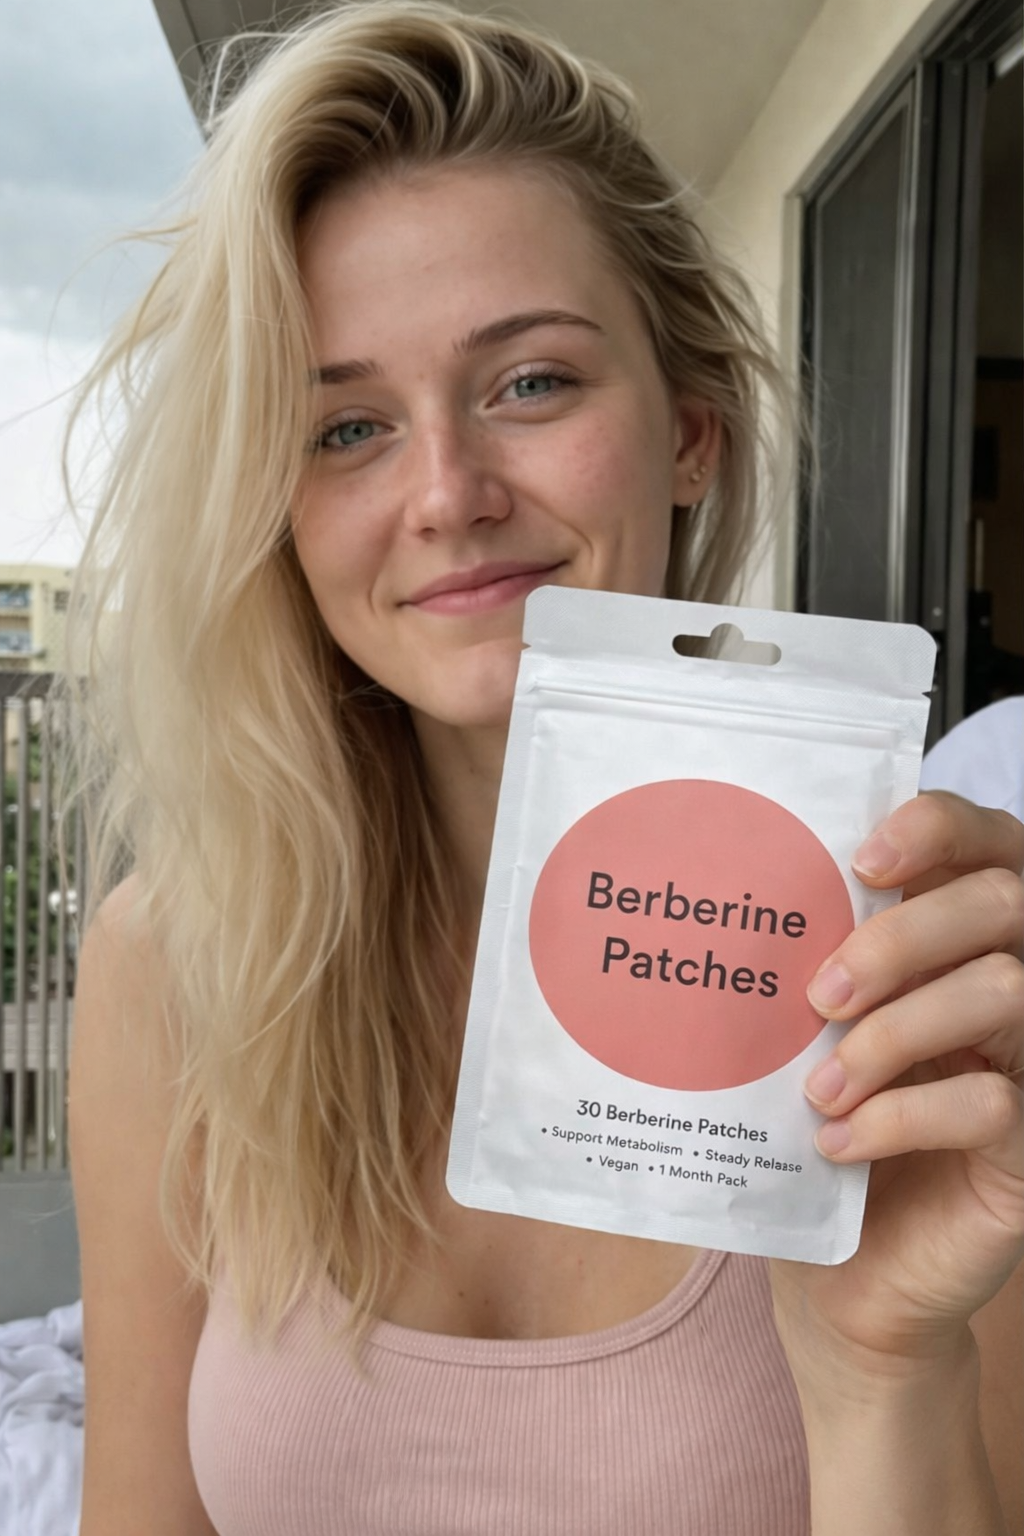 Berberine
Patches
30 Berberine Patches
• Support Metabolism • Steady Relaase
• Vegan • 1 Month Pack